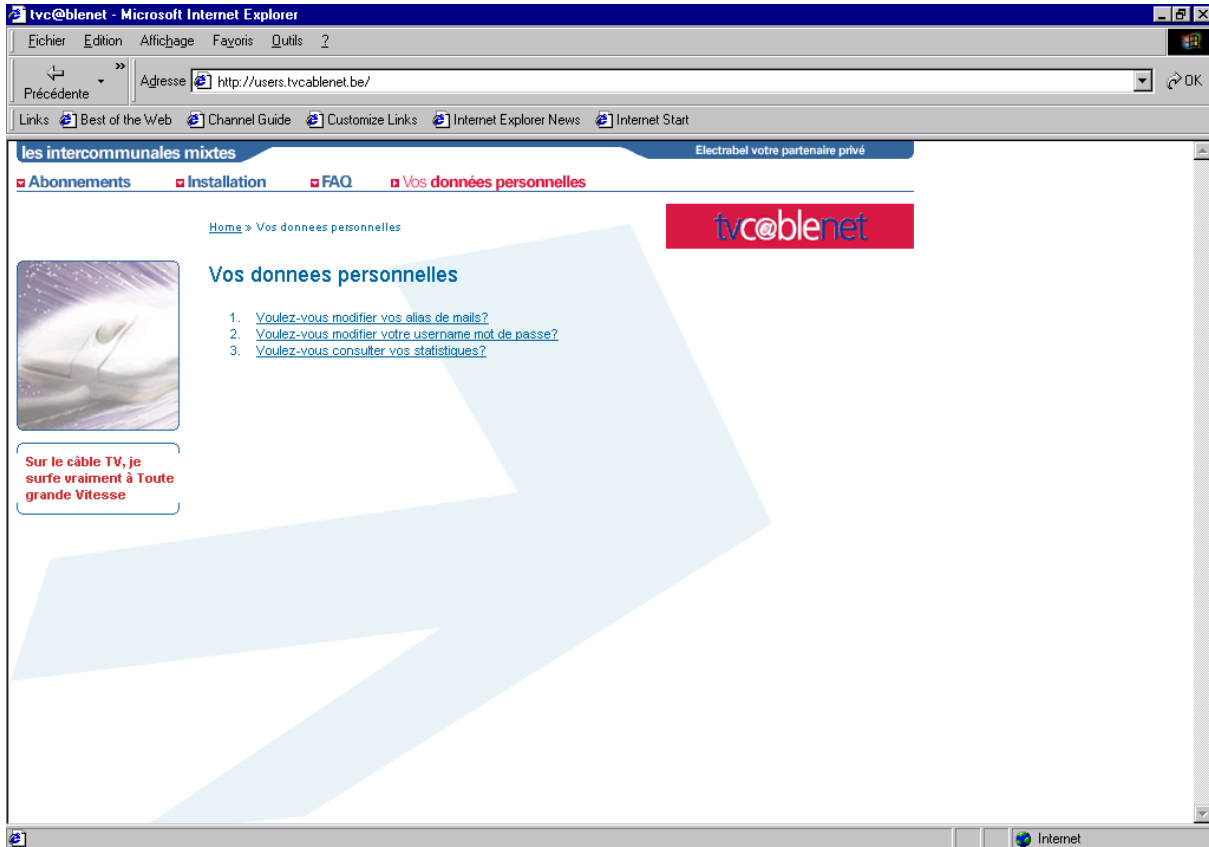 tvc@blenet - Microsoft Internet Explorer
Fichier Edition Affichage Favoris Outils ?
Précédente » Adresse http://users.tvcablenet.be/ OK
Links Best of the Web Channel Guide Customize Links Internet Explorer News Internet Start
les intercommunales mixtes Electrabel votre partenaire privé
Abonnements Installation FAQ Vos données personnelles
Home » Vos donnees personnelles
tvc@blenet
Vos donnees personnelles
1. Voulez-vous modifier vos alias de mails?
2. Voulez-vous modifier votre username mot de passe?
3. Voulez-vous consulter vos statistiques?
Sur le câble TV, je
surfe vraiment à Toute
grande Vitesse
Internet